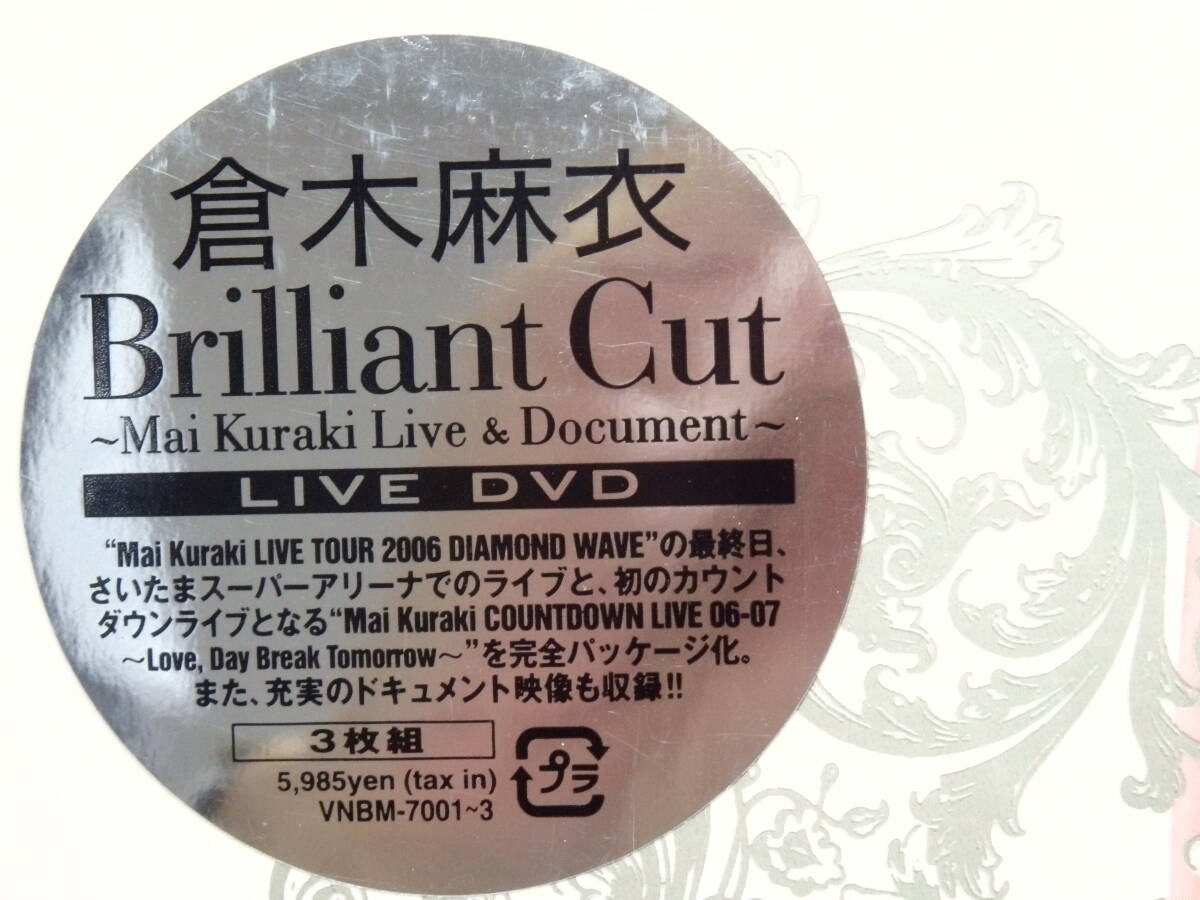 倉木麻衣
Brilliant Cut
~Mai Kuraki Live & Document~
LIVE DVD
“Mai Kuraki LIVE TOUR 2006 DIAMOND WAVE”の最終日、
さいたまスーパーアリーナでのライブと、初のカウント
ダウンライブとなる“Mai Kuraki COUNTDOWN LIVE 06-07
~Love, Day Break Tomorrow~”を完全パッケージ化。
また、充実のドキュメント映像も収録!!
3枚組
5,985yen (tax in)
VNBM-7001~3
プラ